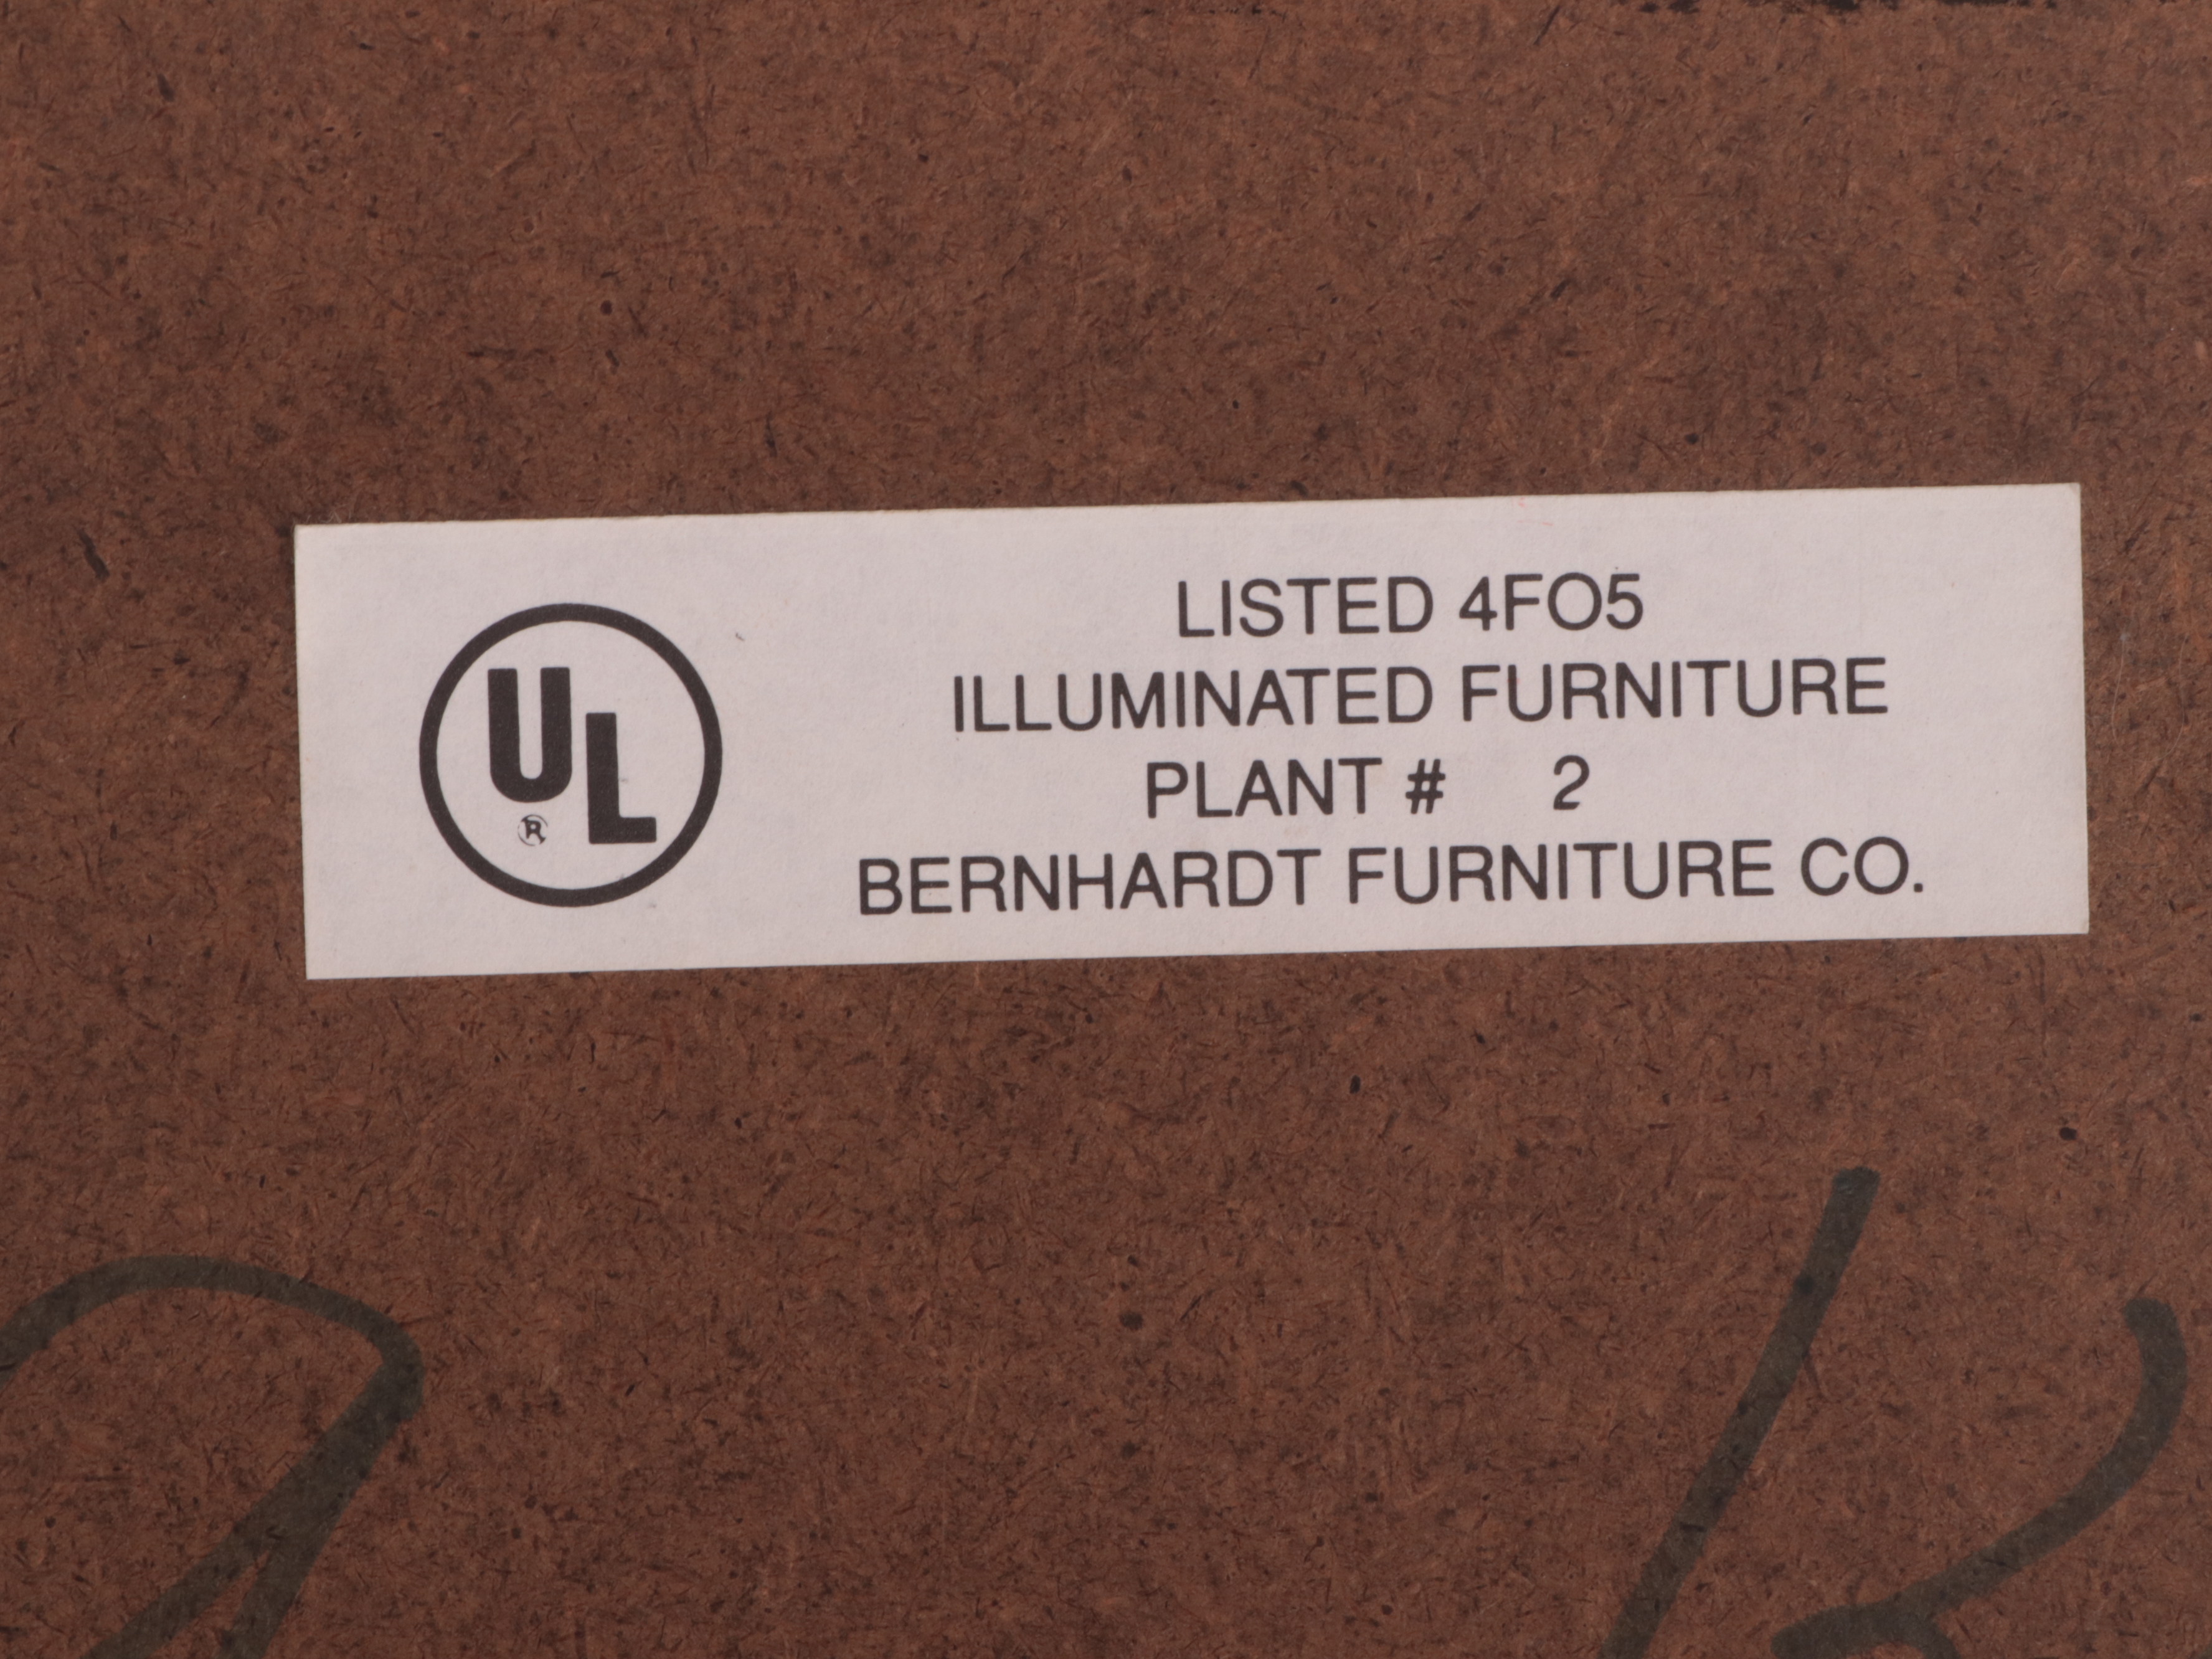 UL
®
LISTED 4FO5
ILLUMINATED FURNITURE
PLANT # 2
BERNHARDT FURNITURE CO.